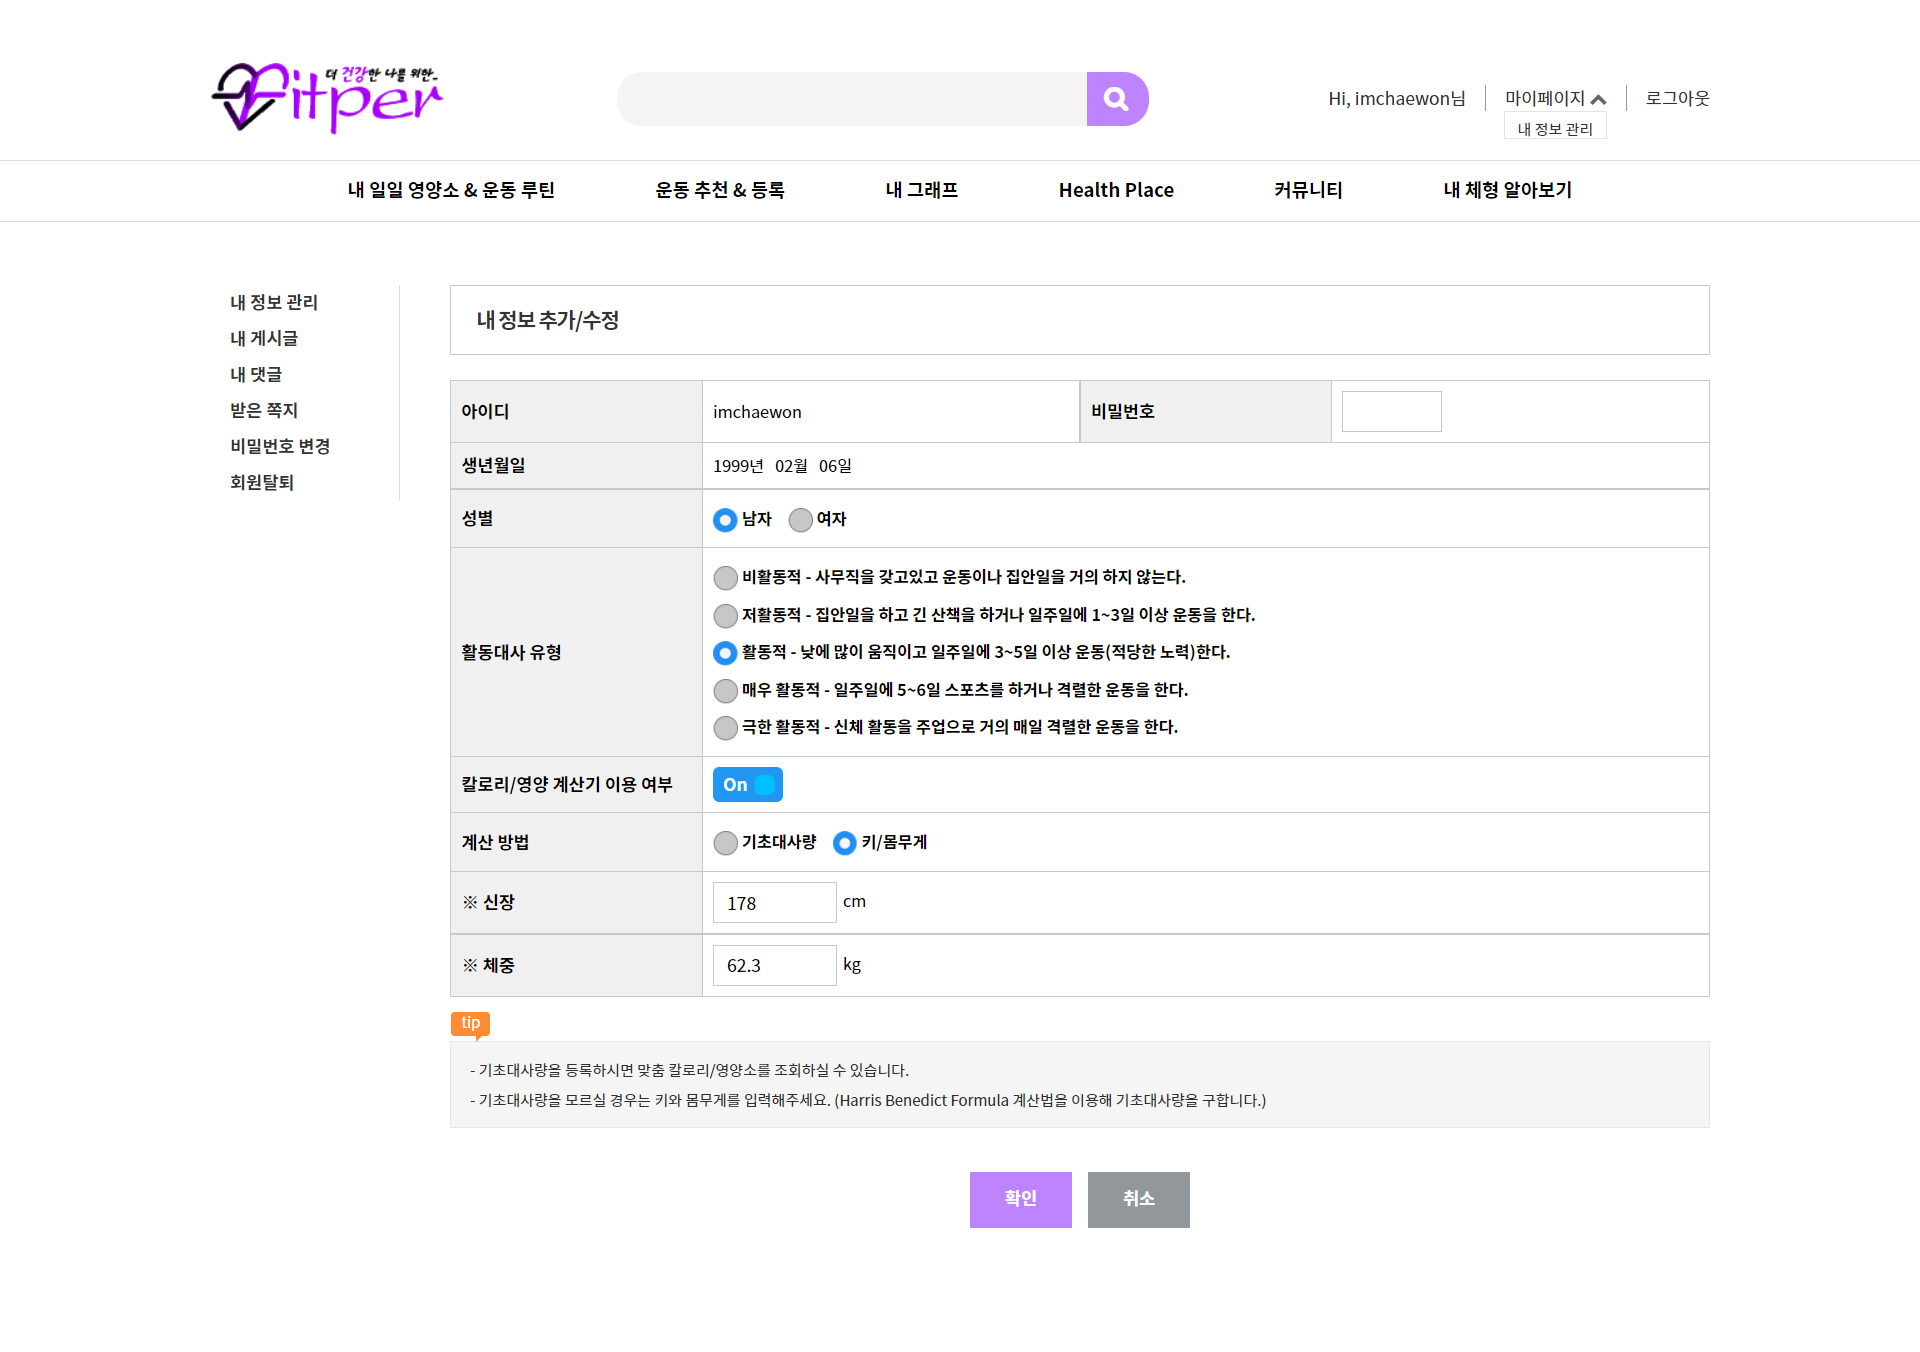 더 건강한 나를 위한..
Fitper
Hi, imchaewon님
마이페이지
로그아웃
내 정보 관리
내 일일 영양소 & 운동 루틴
운동 추천 & 등록
내 그래프
Health Place
커뮤니티
내 체형 알아보기
내 정보 관리
내 게시글
내 댓글
받은 쪽지
비밀번호 변경
회원탈퇴
내 정보 추가/수정
아이디
imchaewon
비밀번호
생년월일
1999년 02월 06일
성별
남자 여자
활동대사 유형
비활동적 - 사무직을 갖고있고 운동이나 집안일을 거의 하지 않는다.
저활동적 - 집안일을 하고 긴 산책을 하거나 일주일에 1~3일 이상 운동을 한다.
활동적 - 낮에 많이 움직이고 일주일에 3~5일 이상 운동(적당한 노력)한다.
매우 활동적 - 일주일에 5~6일 스포츠를 하거나 격렬한 운동을 한다.
극한 활동적 - 신체 활동을 주업으로 거의 매일 격렬한 운동을 한다.
칼로리/영양 계산기 이용 여부
On
계산 방법
기초대사량 키/몸무게
※ 신장
178 cm
※ 체중
62.3 kg
tip
- 기초대사량을 등록하시면 맞춤 칼로리/영양소를 조회하실 수 있습니다.
- 기초대사량을 모르실 경우는 키와 몸무게를 입력해주세요. (Harris Benedict Formula 계산법을 이용해 기초대사량을 구합니다.)
확인
취소